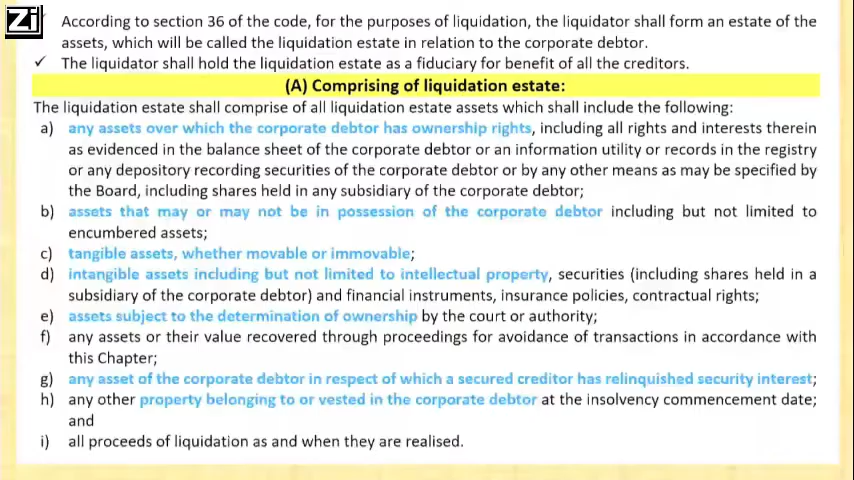 Zj
According to section 36 of the code, for the purposes of liquidation, the liquidator shall form an estate of the
assets, which will be called the liquidation estate in relation to the corporate debtor.
✓ The liquidator shall hold the liquidation estate as a fiduciary for benefit of all the creditors.
(A) Comprising of liquidation estate:
The liquidation estate shall comprise of all liquidation estate assets which shall include the following:
a) any assets over which the corporate debtor has ownership rights, including all rights and interests therein
as evidenced in the balance sheet of the corporate debtor or an information utility or records in the registry
or any depository recording securities of the corporate debtor or by any other means as may be specified by
the Board, including shares held in any subsidiary of the corporate debtor;
b) assets that may or may not be in possession of the corporate debtor including but not limited to
encumbered assets;
c) tangible assets, whether movable or immovable;
d) intangible assets including but not limited to intellectual property, securities (including shares held in a
subsidiary of the corporate debtor) and financial instruments, insurance policies, contractual rights;
e) assets subject to the determination of ownership by the court or authority;
f) any assets or their value recovered through proceedings for avoidance of transactions in accordance with
this Chapter;
g) any asset of the corporate debtor in respect of which a secured creditor has relinquished security interest;
h) any other property belonging to or vested in the corporate debtor at the insolvency commencement date;
and
i) all proceeds of liquidation as and when they are realised.